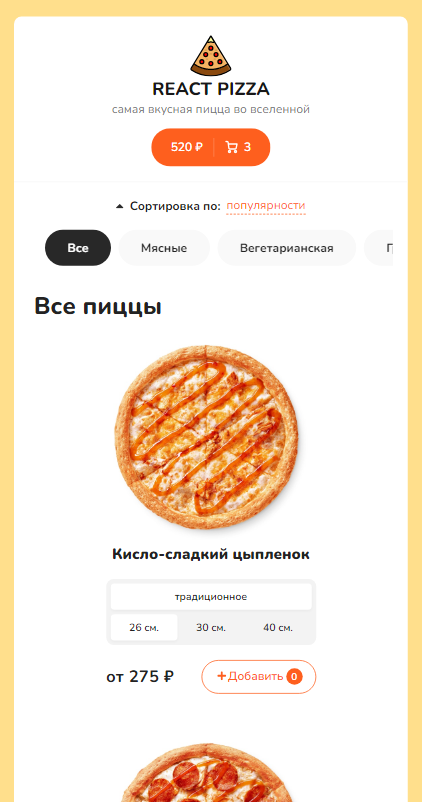 REACT PIZZA
самая вкусная пицца во вселенной
520 ₽ 3
Сортировка по: популярности
Все Мясные Вегетарианская
Все пиццы
Кисло-сладкий цыпленок
традиционное
26 см. 30 см. 40 см.
от 275 ₽ +Добавить 0